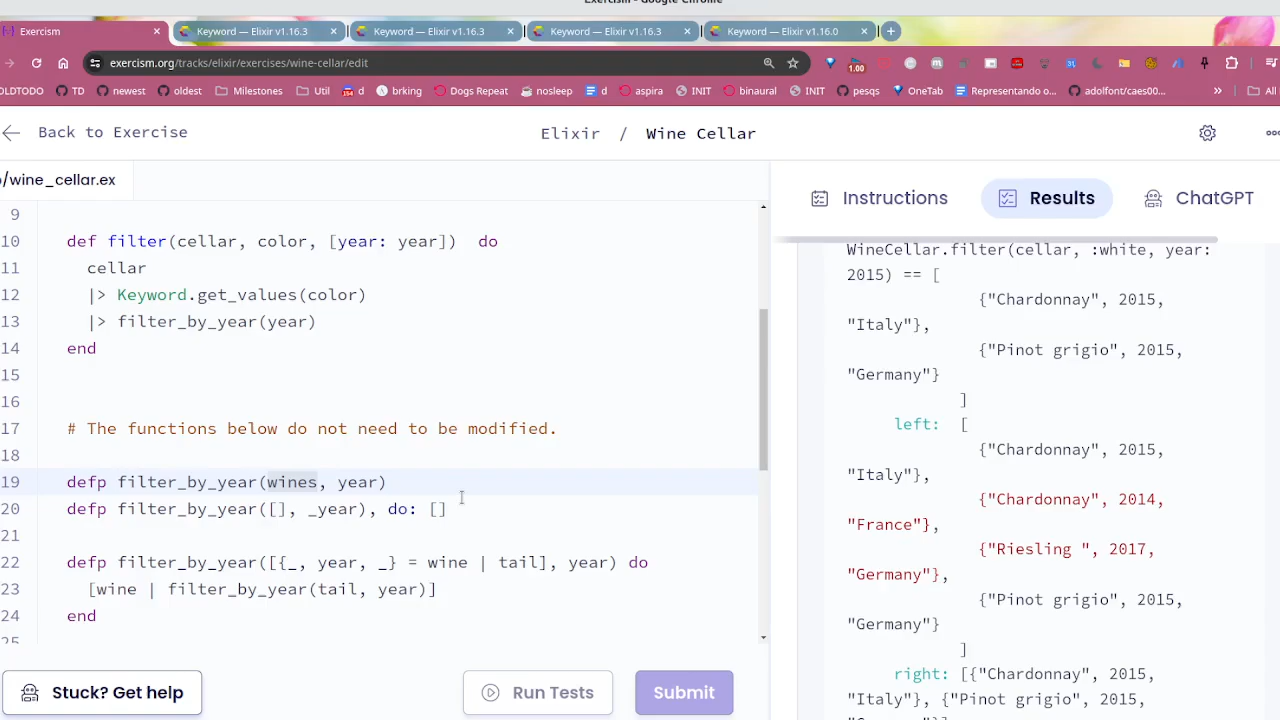 Exercism - Google Chrome
Exercism
Keyword — Elixir v1.16.3
Keyword — Elixir v1.16.3
Keyword — Elixir v1.16.3
Keyword — Elixir v1.16.0
exercism.org/tracks/elixir/exercises/wine-cellar/edit
1.00
OLDTODO TD newest oldest Milestones Util d brking Dogs Repeat nosleep d aspira INIT binaural INIT pesqs OneTab Representando o... adolfont/caes00... » All
Back to Exercise
Elixir / Wine Cellar
/wine_cellar.ex
Instructions
Results
ChatGPT
9
10 def filter(cellar, color, [year: year]) do
11 cellar
12 |> Keyword.get_values(color)
13 |> filter_by_year(year)
14 end
15
16
17 # The functions below do not need to be modified.
18
19 defp filter_by_year(wines, year)
20 defp filter_by_year([], _year), do: []
21
22 defp filter_by_year([{_, year, _} = wine | tail], year) do
23 [wine | filter_by_year(tail, year)]
24 end
25
WineCellar.filter(cellar, :white, year:
2015) == [
{"Chardonnay", 2015,
"Italy"},
{"Pinot grigio", 2015,
"Germany"}
]
left: [
{"Chardonnay", 2015,
"Italy"},
{"Chardonnay", 2014,
"France"},
{"Riesling ", 2017,
"Germany"},
{"Pinot grigio", 2015,
"Germany"}
]
right: [{"Chardonnay", 2015,
"Italy"}, {"Pinot grigio", 2015,
Stuck? Get help
Run Tests
Submit